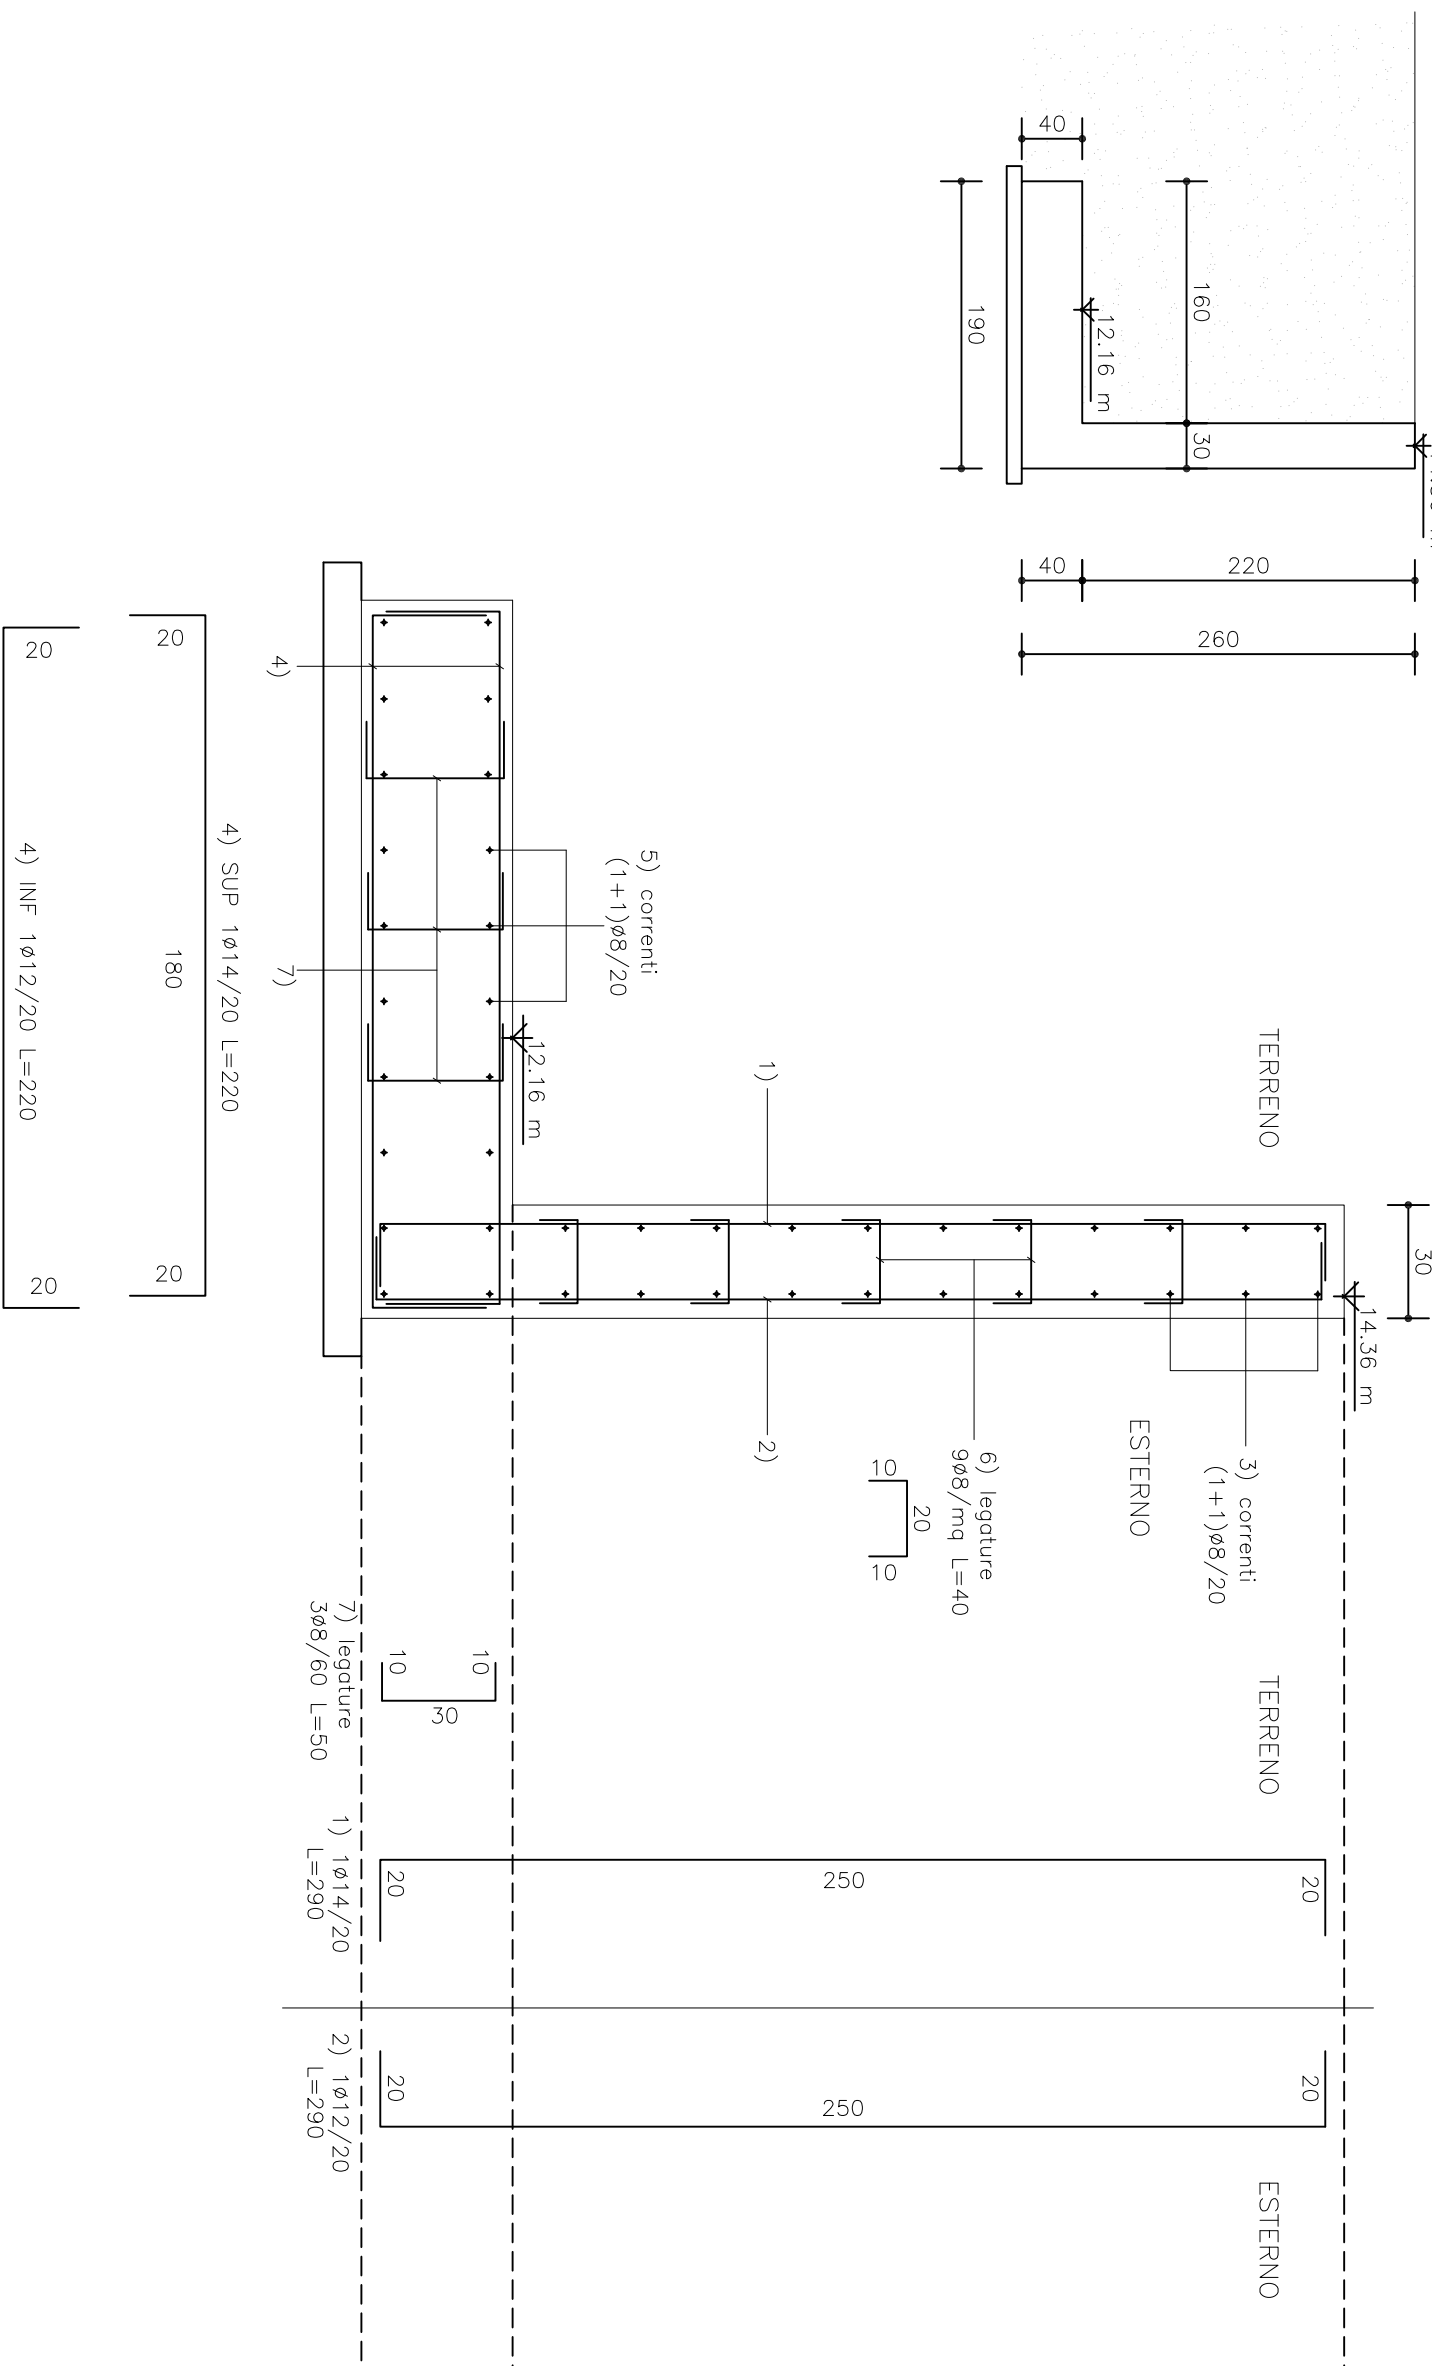 40
160
30
12.16 m
190
40
220
260
20
20
4) INF 1ø12/20 L=220
20
180
20
4) SUP 1ø14/20 L=220
4)
7)
5) correnti
(1+1)ø8/20
12.16 m
1)
TERRENO
30
14.36 m
2)
ESTERNO
3) correnti
(1+1)ø8/20
6) legature
9ø8/mq L=40
10
20
10
7) legature
3ø8/60 L=50
10
10
30
TERRENO
1) 1ø14/20
L=290
20
250
20
2) 1ø12/20
L=290
20
250
20
ESTERNO